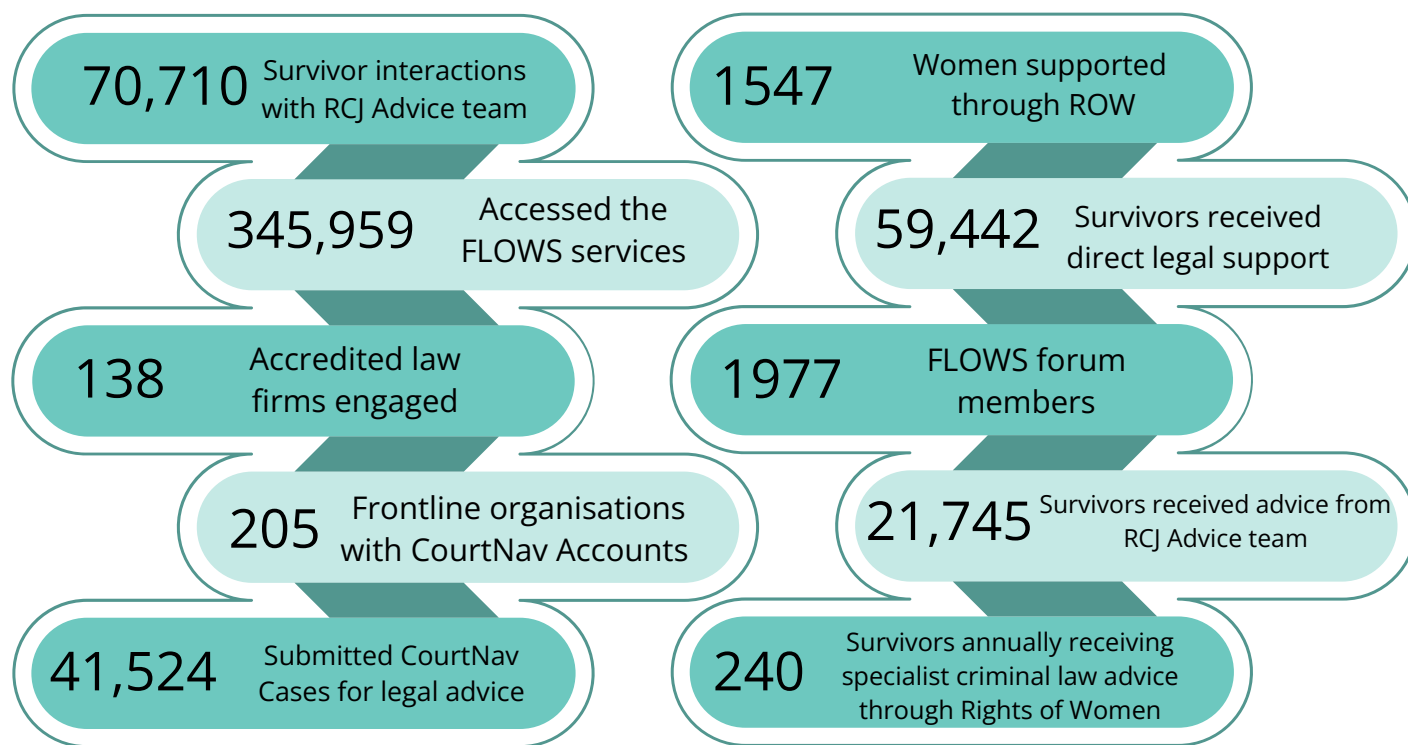 70,710
Survivor interactions
with RCJ Advice team
345,959
Accessed the
FLOWS services
138
Accredited law
firms engaged
205
Frontline organisations
with CourtNav Accounts
41,524
Submitted CourtNav
Cases for legal advice
1547
Women supported
through ROW
59,442
Survivors received
direct legal support
1977
FLOWS forum
members
21,745
Survivors received advice from
RCJ Advice team
240
Survivors annually receiving
specialist criminal law advice
through Rights of Women